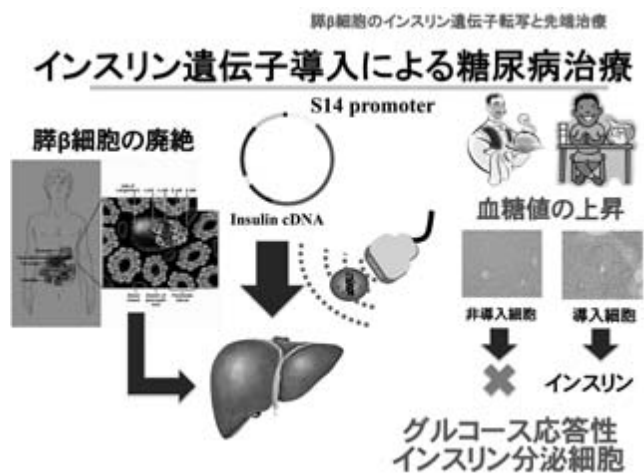 膵β細胞のインスリン遺伝子転写と先端治療
インスリン遺伝子導入による糖尿病治療
S14 promoter
膵β細胞の廃絶
Insulin cDNA
血糖値の上昇
非導入細胞
導入細胞
インスリン
グルコース応答性
インスリン分泌細胞